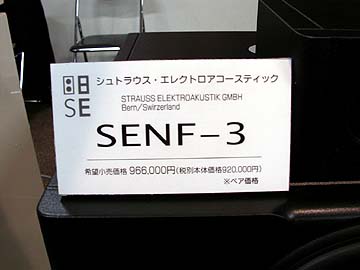 シュトラウス・エレクトロアコースティック
SE
STRAUSS ELEKTROAKUSTIK GMBH
Bern/Swirzerland
SENF-3
希望小売価格 966,000円(税別本体価格920,000円)
※ペア価格